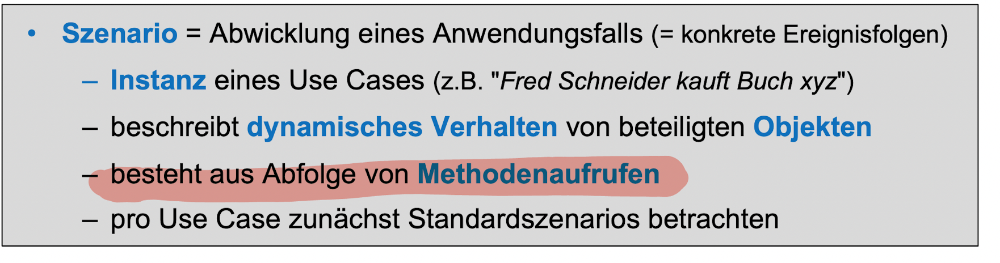 • Szenario = Abwicklung eines Anwendungsfalls (= konkrete Ereignisfolgen)
– Instanz eines Use Cases (z.B. "Fred Schneider kauft Buch xyz")
– beschreibt dynamisches Verhalten von beteiligten Objekten
– besteht aus Abfolge von Methodenaufrufen
– pro Use Case zunächst Standardszenarios betrachten